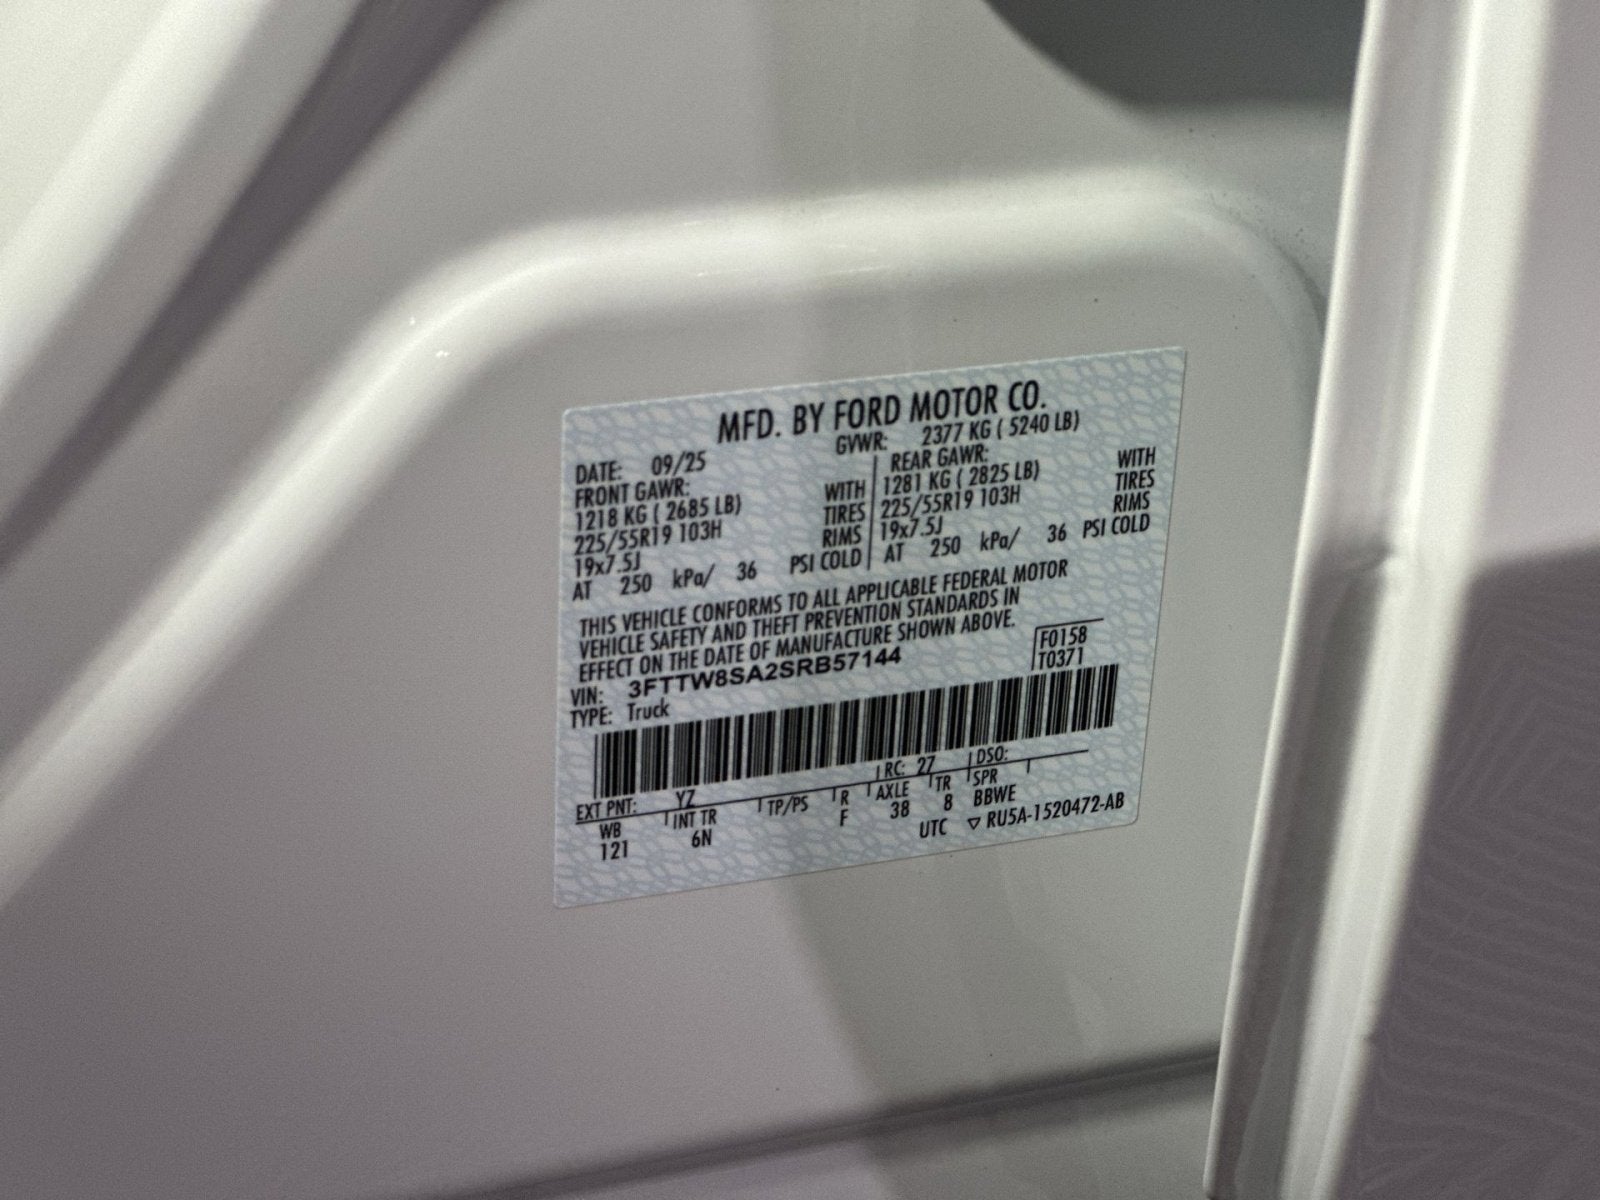 MFD. BY FORD MOTOR CO.
DATE: 09/25 GVWR: 2377 KG ( 5240 LB)
FRONT GAWR: REAR GAWR:
1218 KG ( 2685 LB) WITH 1281 KG ( 2825 LB) WITH
225/55R19 103H TIRES 225/55R19 103H TIRES
19x7.5J RIMS 19x7.5J RIMS
AT 250 kPa/ 36 PSI COLD AT 250 kPa/ 36 PSI COLD
THIS VEHICLE CONFORMS TO ALL APPLICABLE FEDERAL MOTOR
VEHICLE SAFETY AND THEFT PREVENTION STANDARDS IN
EFFECT ON THE DATE OF MANUFACTURE SHOWN ABOVE.
VIN: 3FTTW8SA2SRB57144 F0158
TYPE: Truck T0371
EXT PNT: YZ RC: 27 DSO:
WB INT TR TP/PS R AXLE TR SPR
121 6N F 38 8 BBWE
UTC ▽ RU5A-1520472-AB